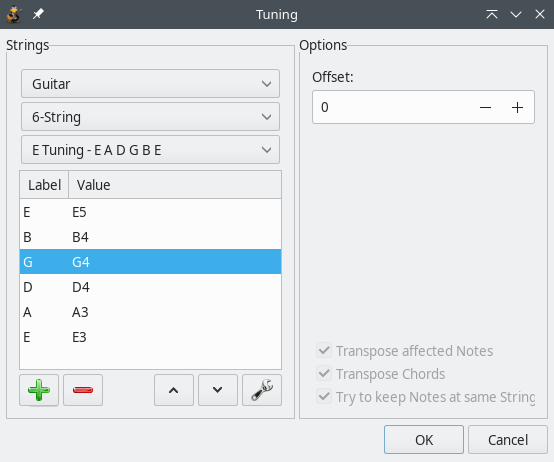 Tuning
Strings
Guitar
6-String
E Tuning - E A D G B E
Label Value
E E5
B B4
G G4
D D4
A A3
E E3
Options
Offset:
0
Transpose affected Notes
Transpose Chords
Try to keep Notes at same String
OK Cancel